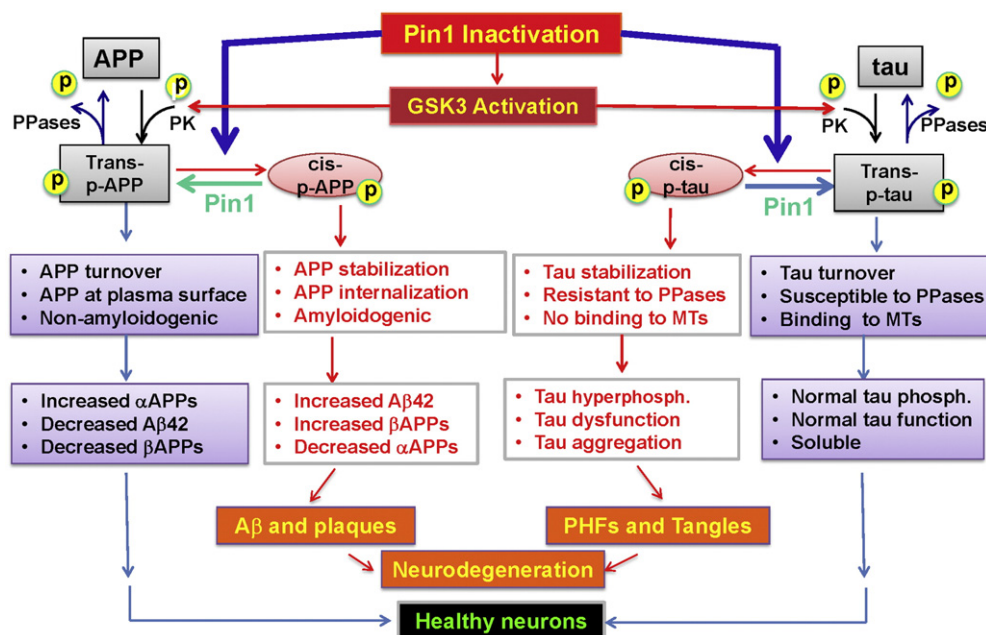 Pin1 Inactivation
APP
tau
p
p
p
p
GSK3 Activation
PPases
PK
PK
PPases
Trans-
p-APP
p
cis-
p-APP
p
cis-
p-tau
p
Trans-
p-tau
p
Pin1
Pin1
• APP turnover
• APP at plasma surface
• Non-amyloidogenic
• APP stabilization
• APP internalization
• Amyloidogenic
• Tau stabilization
• Resistant to PPases
• No binding to MTs
• Tau turnover
• Susceptible to PPases
• Binding to MTs
• Increased αAPPs
• Decreased Aβ42
• Decreased βAPPs
• Increased Aβ42
• Increased βAPPs
• Decreased αAPPs
• Tau hyperphosph.
• Tau dysfunction
• Tau aggregation
• Normal tau phosph.
• Normal tau function
• Soluble
Aβ and plaques
PHFs and Tangles
Neurodegeneration
Healthy neurons